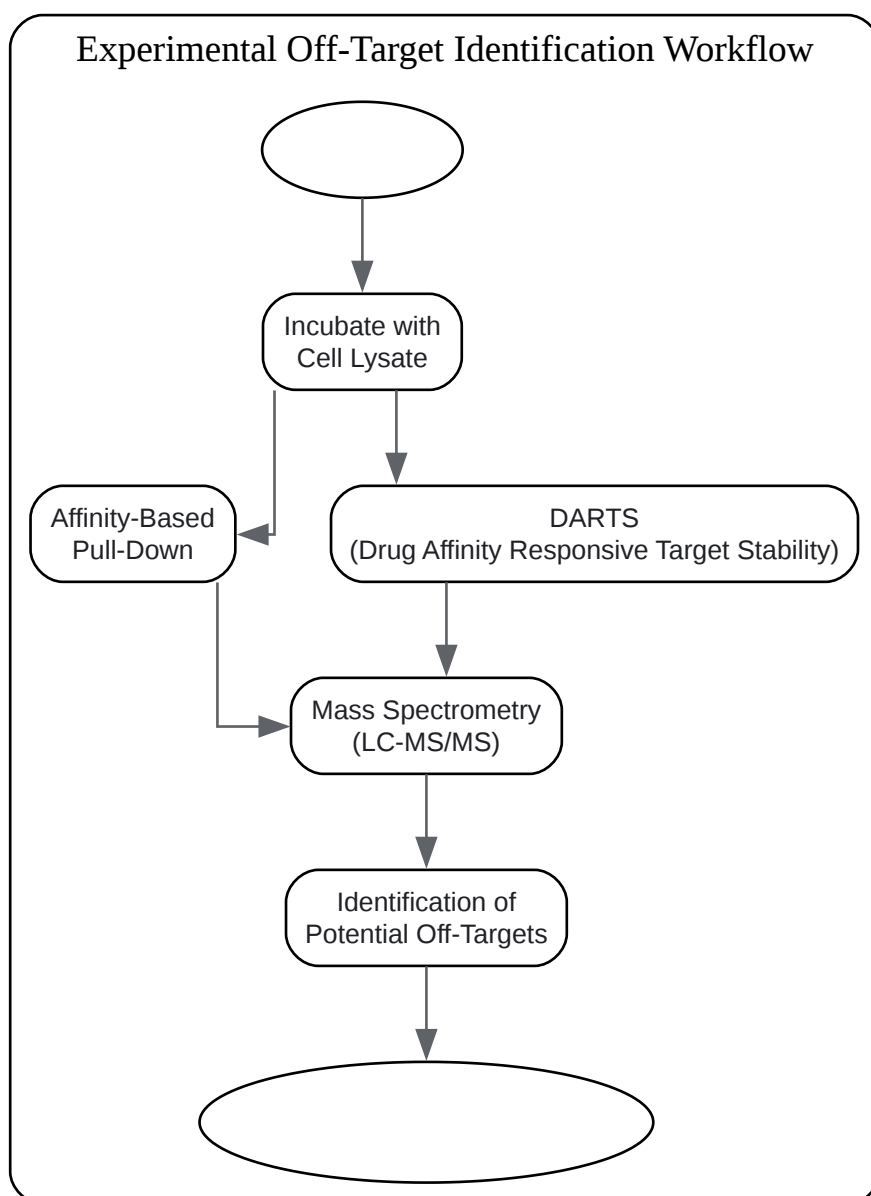 Experimental Off-Target Identification Workflow
Incubate with
Cell Lysate
Affinity-Based
Pull-Down
DARTS
(Drug Affinity Responsive Target Stability)
Mass Spectrometry
(LC-MS/MS)
Identification of
Potential Off-Targets